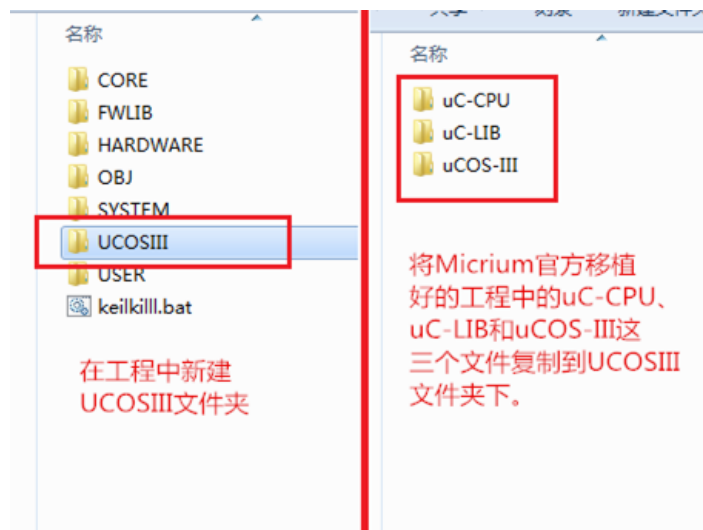 名称
CORE
FWLIB
HARDWARE
OBJ
SYSTEM
UCOSIII
USER
keilkilll.bat
在工程中新建
UCOSIII文件夹
名称
uC-CPU
uC-LIB
uCOS-III
将Micrium官方移植
好的工程中的uC-CPU、
uC-LIB和uCOS-III这
三个文件复制到UCOSIII
文件夹下。